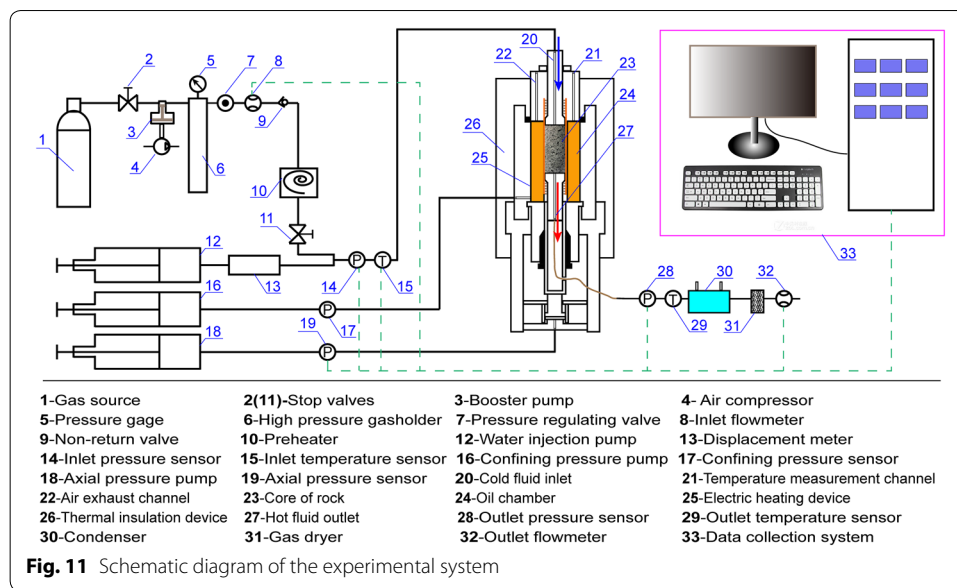 20
2
5
7
8
22
21
23
24
27
3
9
26
1
4
6
25
10
11
12
P
T
13
14
15
33
16
28
30
32
P
17
P
T
19
18
P
29
31
1-Gas source 2(11)-Stop valves 3-Booster pump 4- Air compressor
5-Pressure gage 6-High pressure gasholder 7-Pressure regulating valve 8-Inlet flowmeter
9-Non-return valve 10-Preheater 12-Water injection pump 13-Displacement meter
14-Inlet pressure sensor 15-Inlet temperature sensor 16-Confining pressure pump 17-Confining pressure sensor
18-Axial pressure pump 19-Axial pressure sensor 20-Cold fluid inlet 21-Temperature measurement channel
22-Air exhaust channel 23-Core of rock 24-Oil chamber 25-Electric heating device
26-Thermal insulation device 27-Hot fluid outlet 28-Outlet pressure sensor 29-Outlet temperature sensor
30-Condenser 31-Gas dryer 32-Outlet flowmeter 33-Data collection system
Fig. 11 Schematic diagram of the experimental system